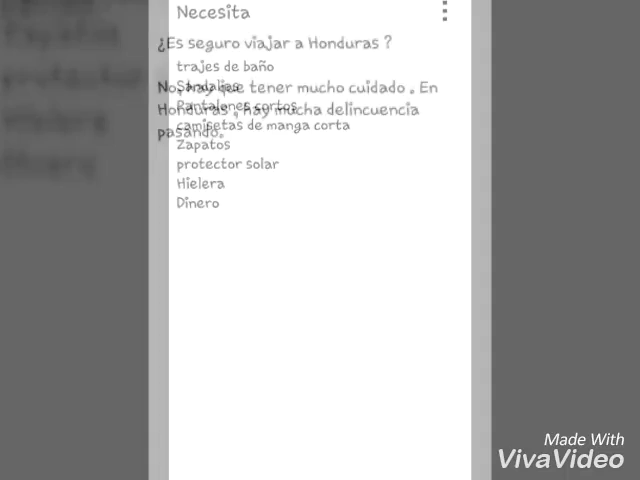 Necesita
¿Es seguro viajar a Honduras ?
trajes de baño
Sandalias
No, hay que tener mucho cuidado . En
Pantalenes cortos
Honduras , hay mucha delincuencia
camisetas de manga corta
pasando.
Zapatos
protector solar
Hielera
Dinero
Made With
VivaVideo